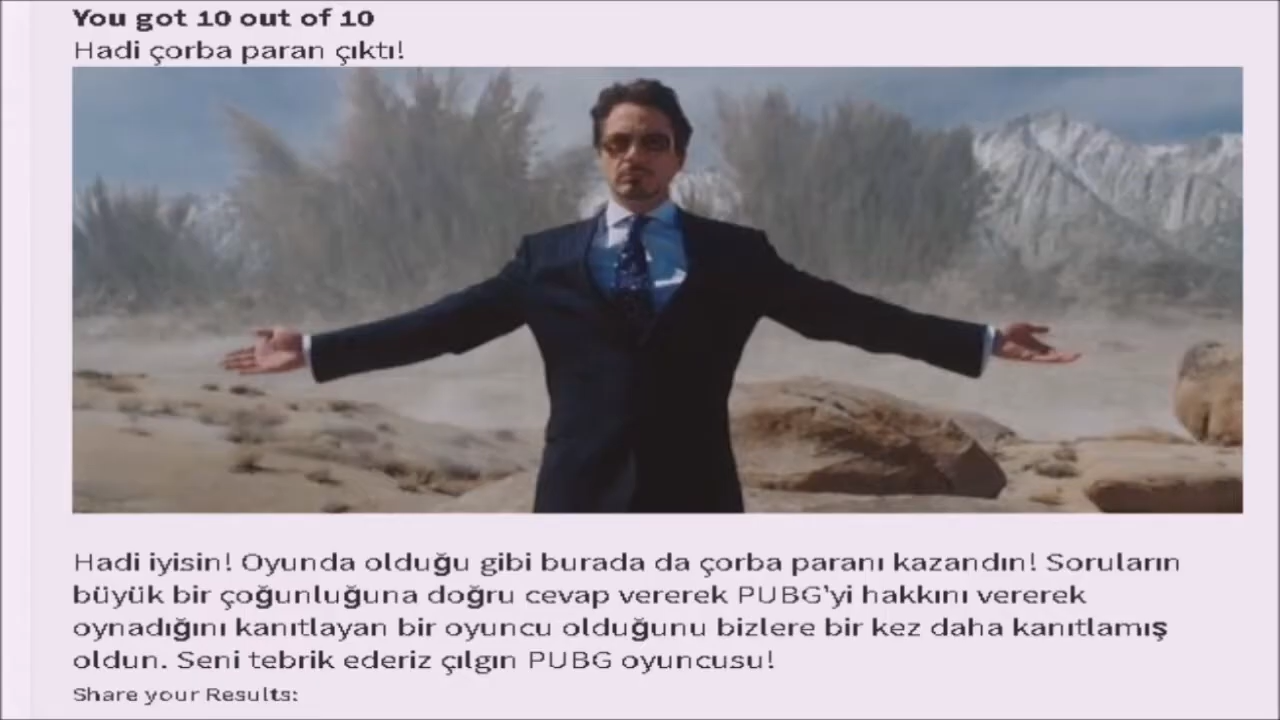 You got 10 out of 10
Hadi çorba paran çıktı!
Hadi iyisin! Oyunda olduğu gibi burada da çorba paranı kazandın! Soruların
büyük bir çoğunluğuna doğru cevap vererek PUBG'yi hakkını vererek
oynadığını kanıtlayan bir oyuncu olduğunu bizlere bir kez daha kanıtlamış
oldun. Seni tebrik ederiz çılgın PUBG oyuncusu!
Share your Results: